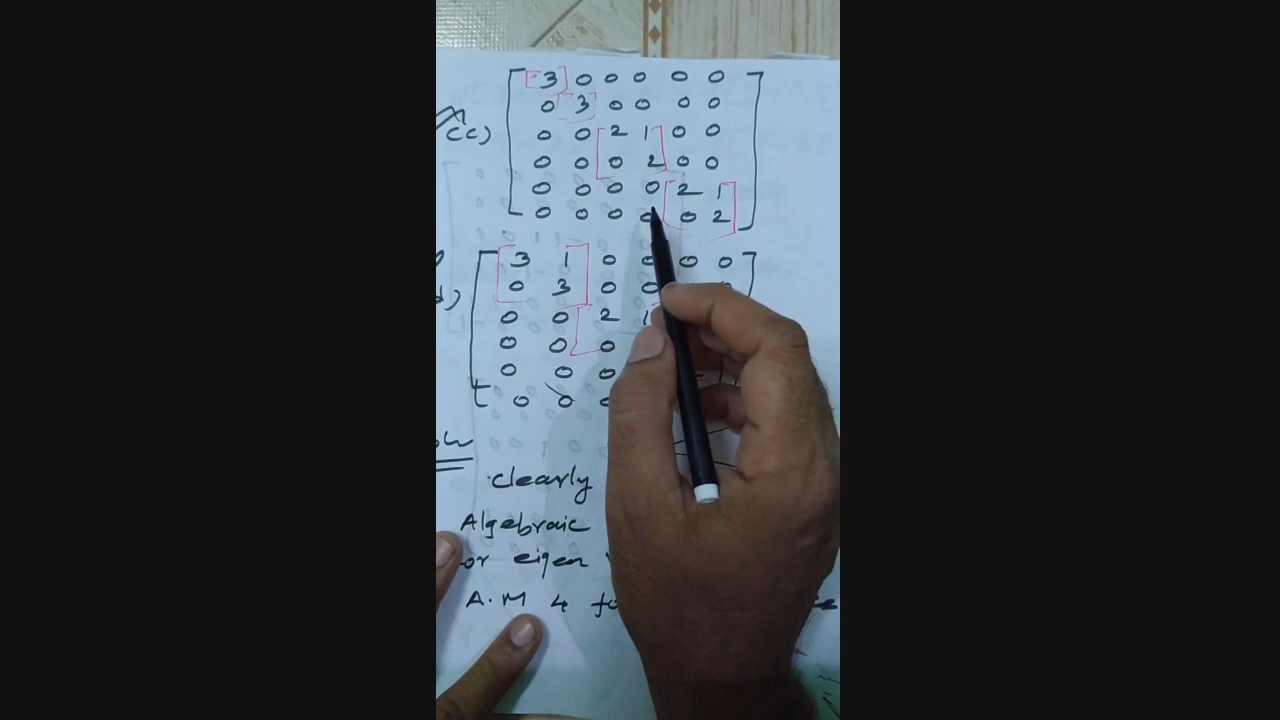 3 0 0 0 0 0
0 3 0 0 0 0
(C) 0 0 2 1 0 0
0 0 0 2 0 0
0 0 0 0 2 1
0 0 0 0 0 2
3 1 0 0 0 0
d) 0 3 0 0 0
0 0 2 1
0 0 0
0 0 0
0 0 0
clearly
Algebraic
or eigen
A.M 4